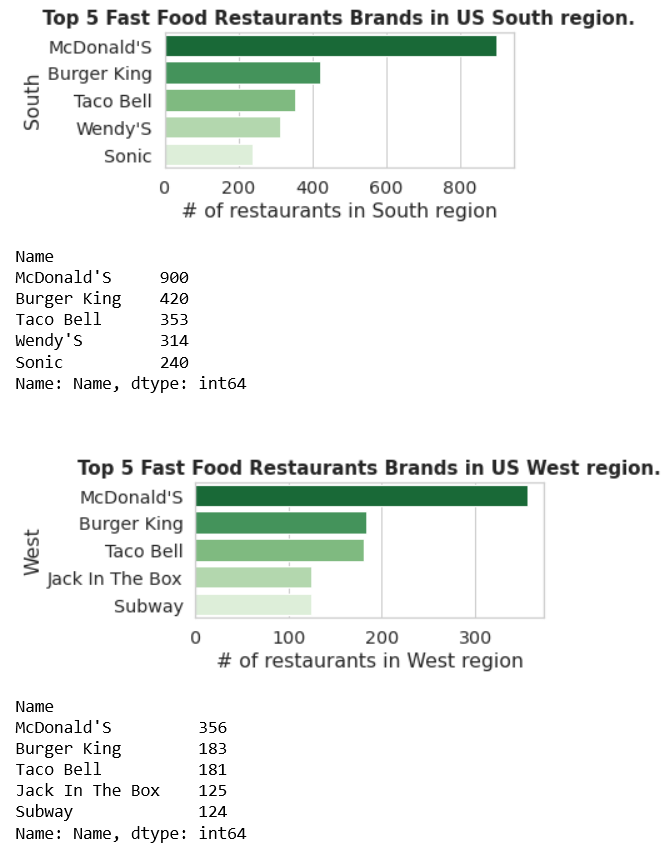 Top 5 Fast Food Restaurants Brands in US South region.
South
McDonald'S
Burger King
Taco Bell
Wendy'S
Sonic
0 200 400 600 800
# of restaurants in South region
Name
McDonald'S 900
Burger King 420
Taco Bell 353
Wendy'S 314
Sonic 240
Name: Name, dtype: int64
Top 5 Fast Food Restaurants Brands in US West region.
West
McDonald'S
Burger King
Taco Bell
Jack In The Box
Subway
0 100 200 300
# of restaurants in West region
Name
McDonald'S 356
Burger King 183
Taco Bell 181
Jack In The Box 125
Subway 124
Name: Name, dtype: int64